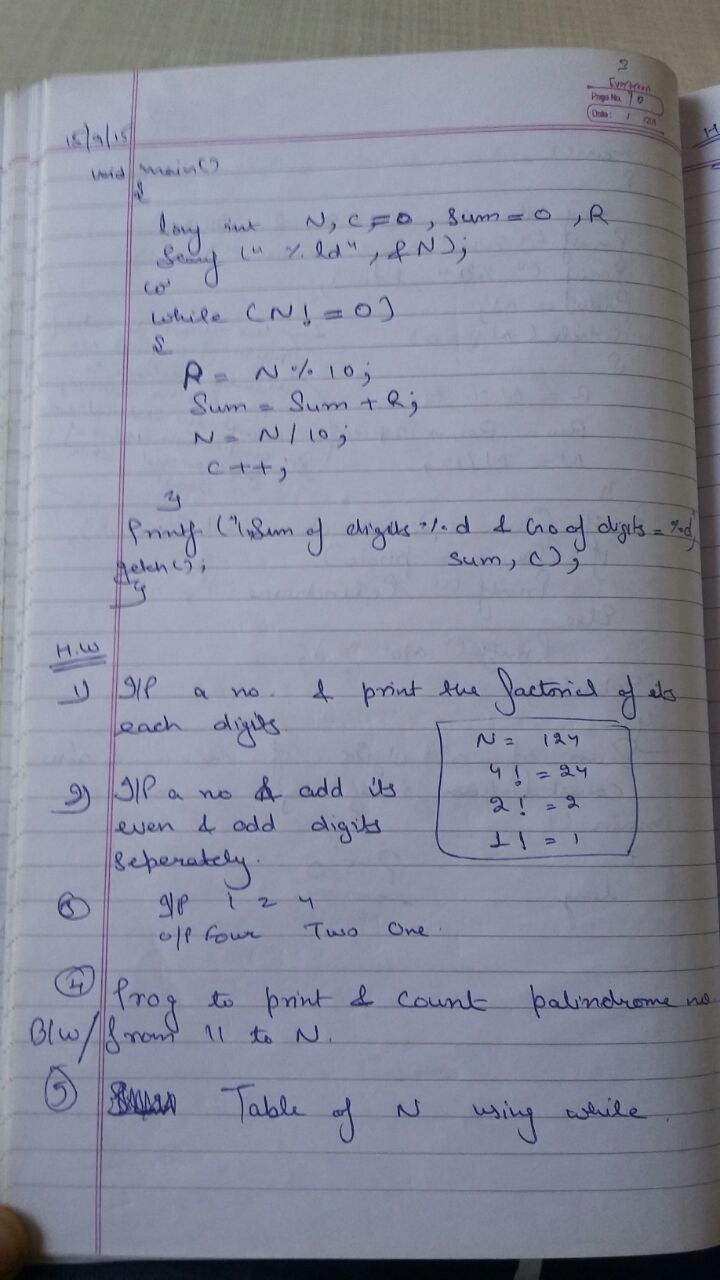 3
Evergreen
Page No. 10
Date: / /201
15/9/15
void main()
{
long int N, C=0, Sum=0, R
Scanf ("%ld", &N);
while (N!=0)
{
R = N % 10;
Sum = Sum + R;
N = N/10;
C++;
}
Printf ("\n Sum of digits %d & no of digits = %d",
getch(); sum, c);
}
H.W
1) I/P a no. & print the factorial of its
each digits.
N = 124
4! = 24
2! = 2
1! = 1
2) I/P a no & add its
even & odd digits
seperately.
3 I/P 1 2 4
O/P Four Two One.
4 Prog to print & count palindrome no
B/W / from 11 to N.
5 Table of N using while.